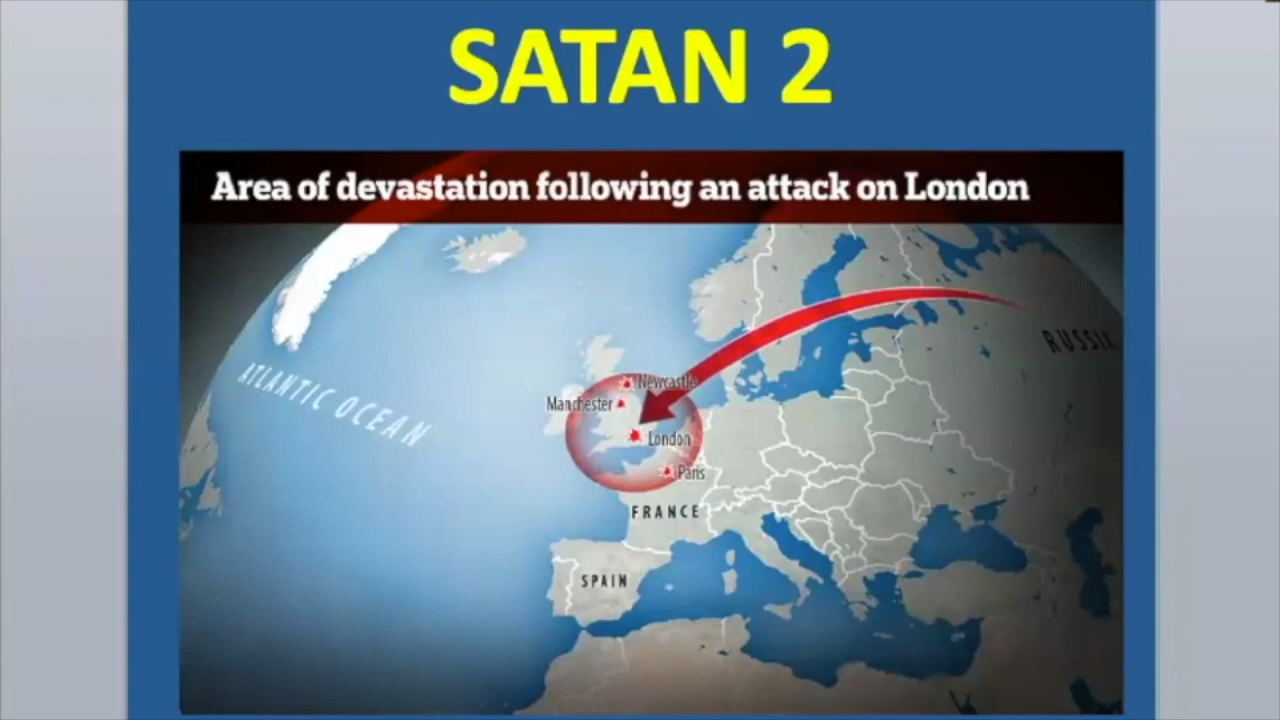 SATAN 2
Area of devastation following an attack on London
RUSSIA
ATLANTIC OCEAN
Newcastle
Manchester
London
Paris
FRANCE
SPAIN